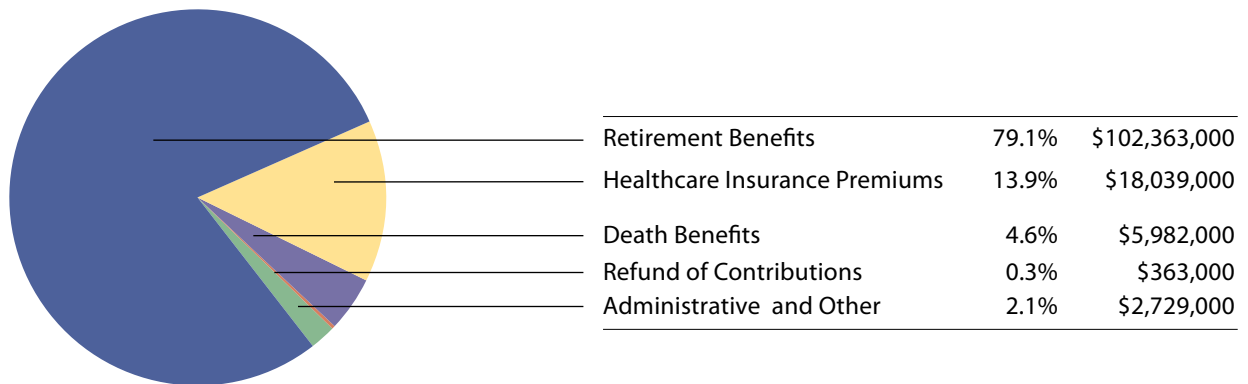 Retirement Benefits 79.1% $102,363,000
Healthcare Insurance Premiums 13.9% $18,039,000
Death Benefits 4.6% $5,982,000
Refund of Contributions 0.3% $363,000
Administrative and Other 2.1% $2,729,000